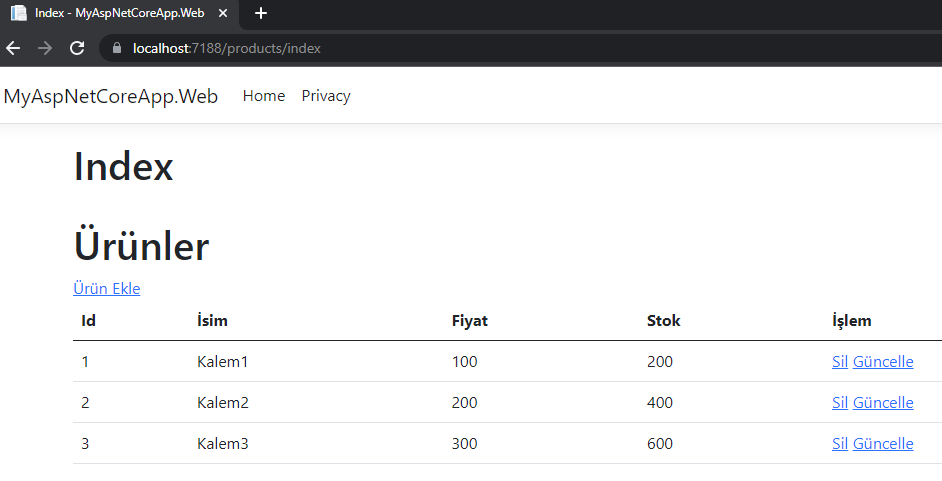 Index - MyAspNetCoreApp.Web
localhost:7188/products/index
MyAspNetCoreApp.Web Home Privacy
Index
Ürünler
Ürün Ekle
Id İsim Fiyat Stok İşlem
1 Kalem1 100 200 Sil Güncelle
2 Kalem2 200 400 Sil Güncelle
3 Kalem3 300 600 Sil Güncelle